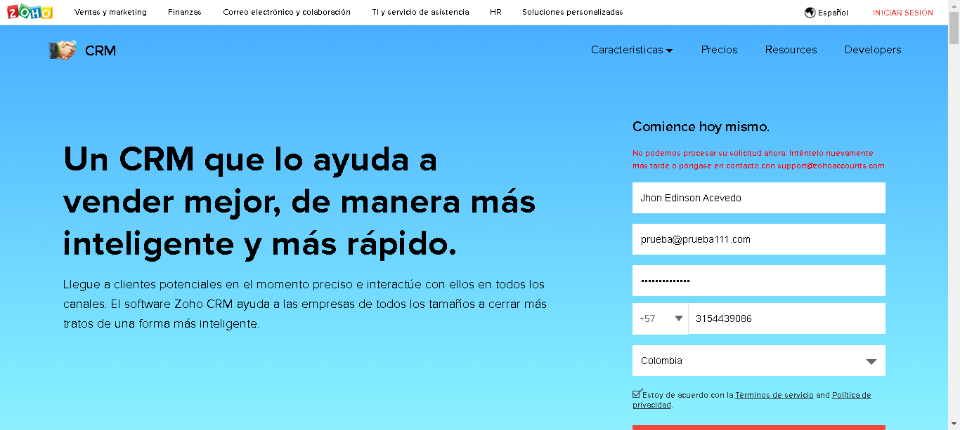 ZOHO Ventas y marketing Finanzas Correo electrónico y colaboración TI y servicio de asistencia HR Soluciones personalizadas Español INICIAR SESIÓN
CRM Características Precios Resources Developers
Un CRM que lo ayuda a
vender mejor, de manera más
inteligente y más rápido.
Llegue a clientes potenciales en el momento preciso e interactúe con ellos en todos los
canales. El software Zoho CRM ayuda a las empresas de todos los tamaños a cerrar más
tratos de una forma más inteligente.
Comience hoy mismo.
No podemos procesar su solicitud ahora. Inténtelo nuevamente
más tarde o póngase en contacto con support@zohoaccounts.com
Jhon Edinson Acevedo
prueba@prueba111.com
••••••••••••••
+57 3154439086
Colombia
Estoy de acuerdo con la Términos de servicio and Política de
privacidad.